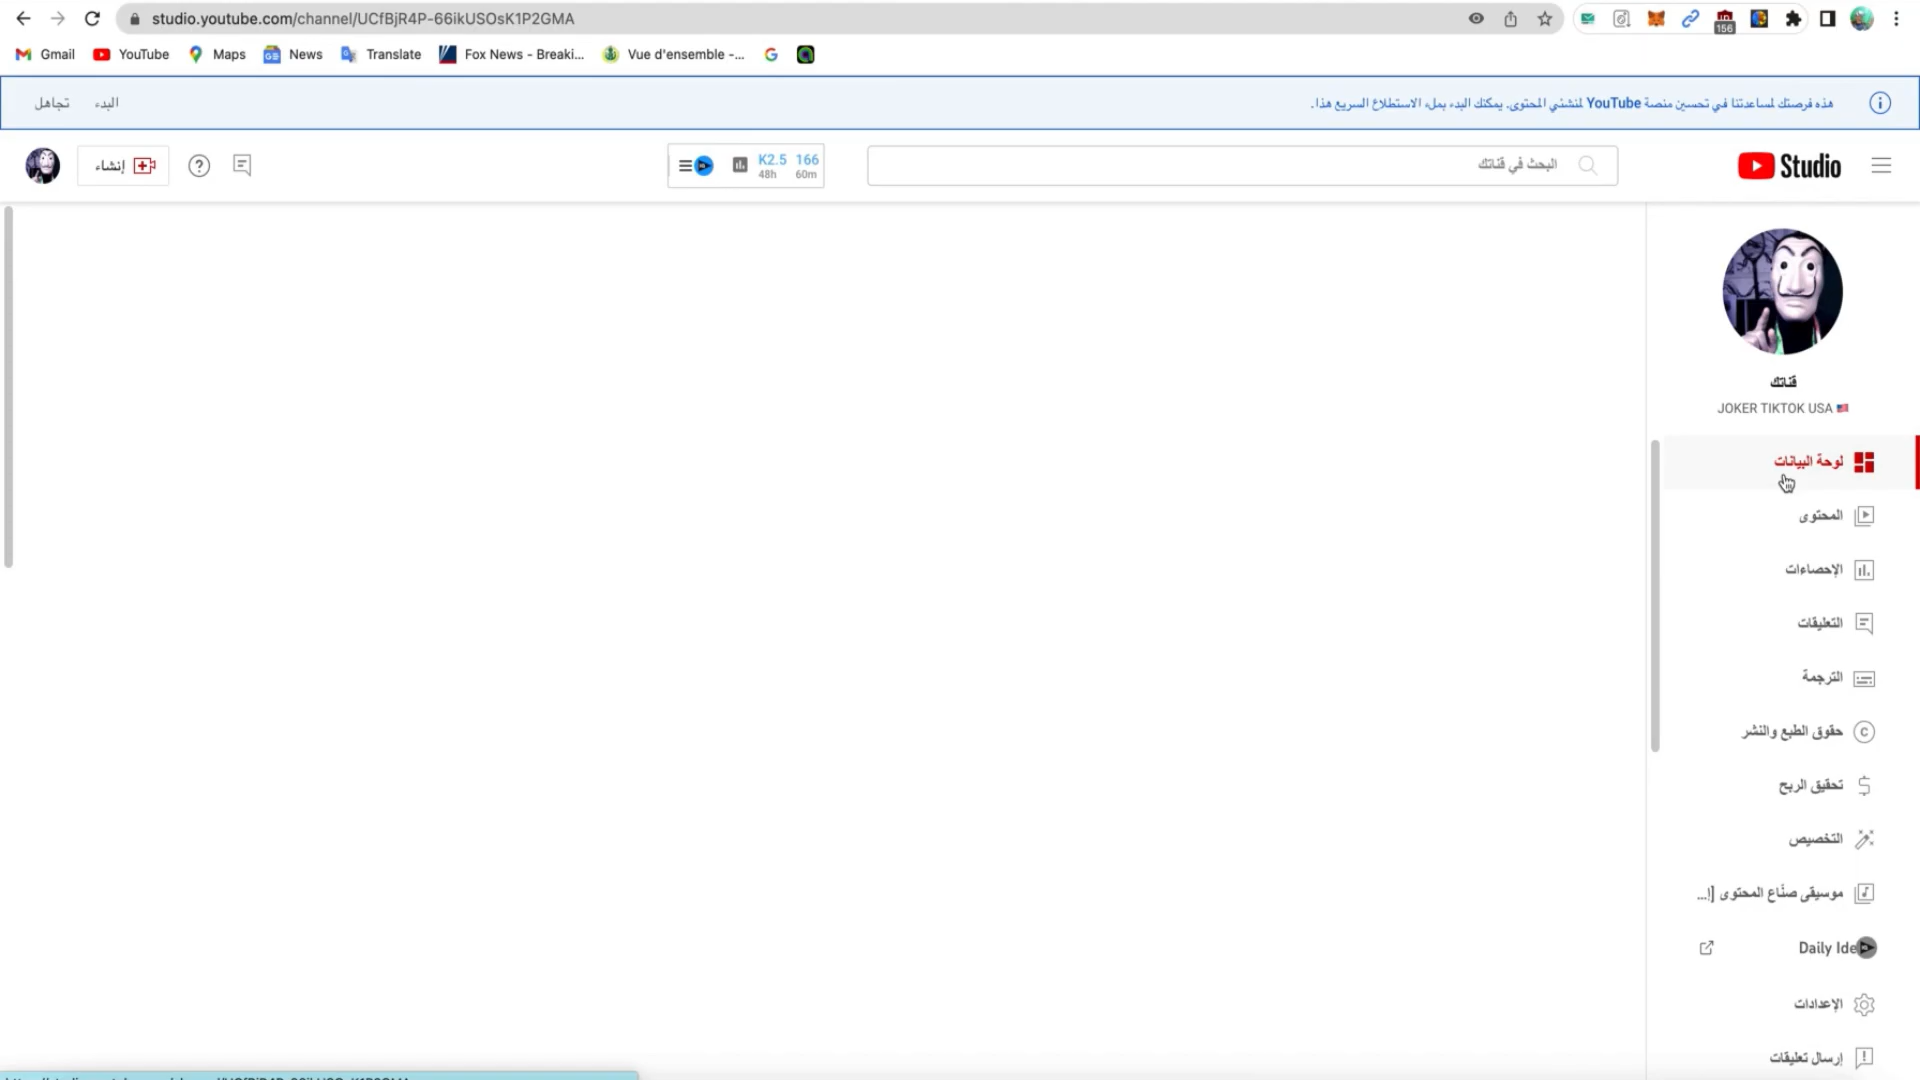 studio.youtube.com/channel/UCfBjR4P-66ikUSOsK1P2GMA
156
Gmail YouTube Maps News Translate Fox News - Breaki... Vue d'ensemble -...
هذه فرصتك لمساعدتنا في تحسين منصة YouTube لمنشئي المحتوى. يمكنك البدء بملء الاستطلاع السريع هذا.
البدء تجاهل
Studio
البحث في قناتك
K2.5 166
48h 60m
إنشاء
قناتك
JOKER TIKTOK USA 🇺🇸
لوحة البيانات
المحتوى
الإحصاءات
التعليقات
الترجمة
حقوق الطبع والنشر
تحقيق الربح
التخصيص
موسيقى صنّاع المحتوى [إ...
Daily Ide
الإعدادات
إرسال تعليقات